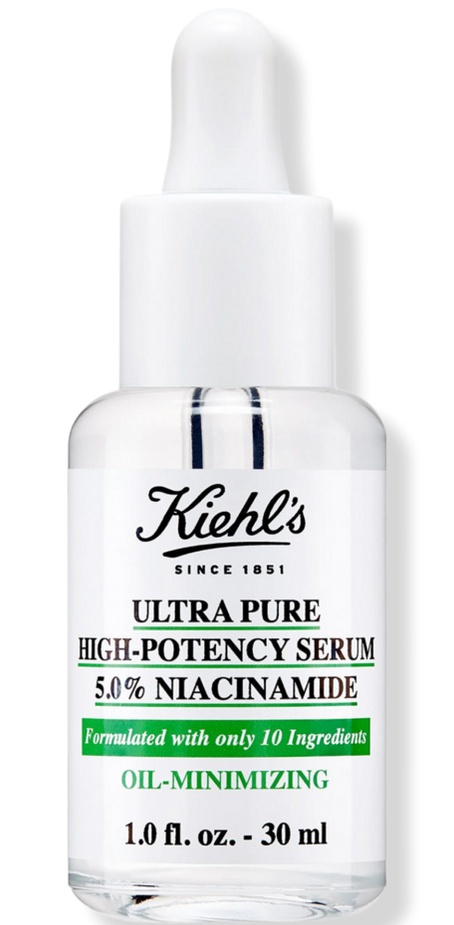 Kiehl's
SINCE 1851
ULTRA PURE
HIGH-POTENCY SERUM
5.0% NIACINAMIDE
Formulated with only 10 Ingredients
OIL-MINIMIZING
1.0 fl. oz. - 30 ml